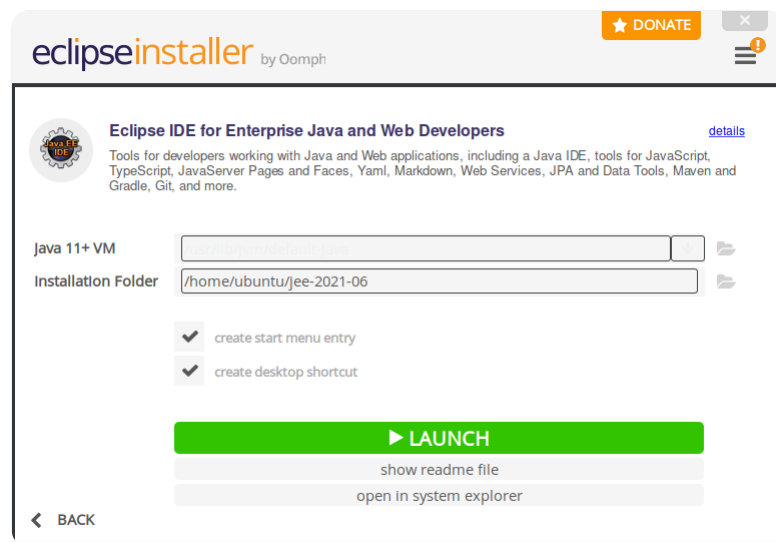 DONATE
eclipseinstaller by Oomph
Java EE
IDE
Eclipse IDE for Enterprise Java and Web Developers
details
Tools for developers working with Java and Web applications, including a Java IDE, tools for JavaScript,
TypeScript, JavaServer Pages and Faces, Yaml, Markdown, Web Services, JPA and Data Tools, Maven and
Gradle, Git, and more.
Java 11+ VM
Installation Folder /home/ubuntu/jee-2021-06
create start menu entry
create desktop shortcut
LAUNCH
show readme file
open in system explorer
BACK